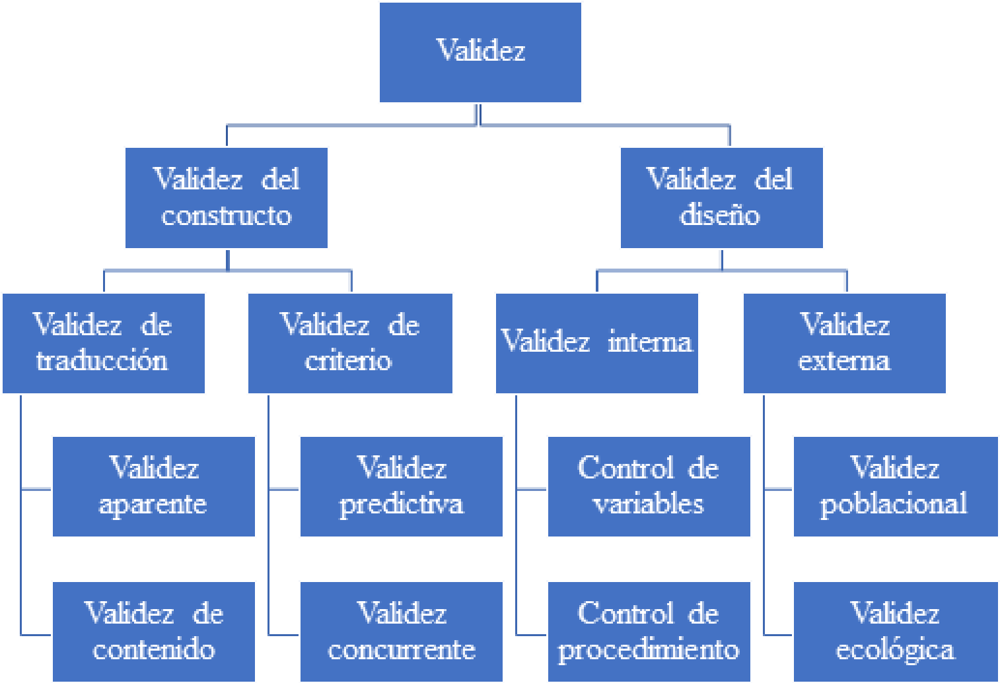 Validez
Validez del
constructo
Validez del
diseño
Validez de
traducción
Validez de
criterio
Validez interna
Validez
externa
Validez
aparente
Validez
predictiva
Control de
variables
Validez
poblacional
Validez de
contenido
Validez
concurrente
Control de
procedimiento
Validez
ecológica